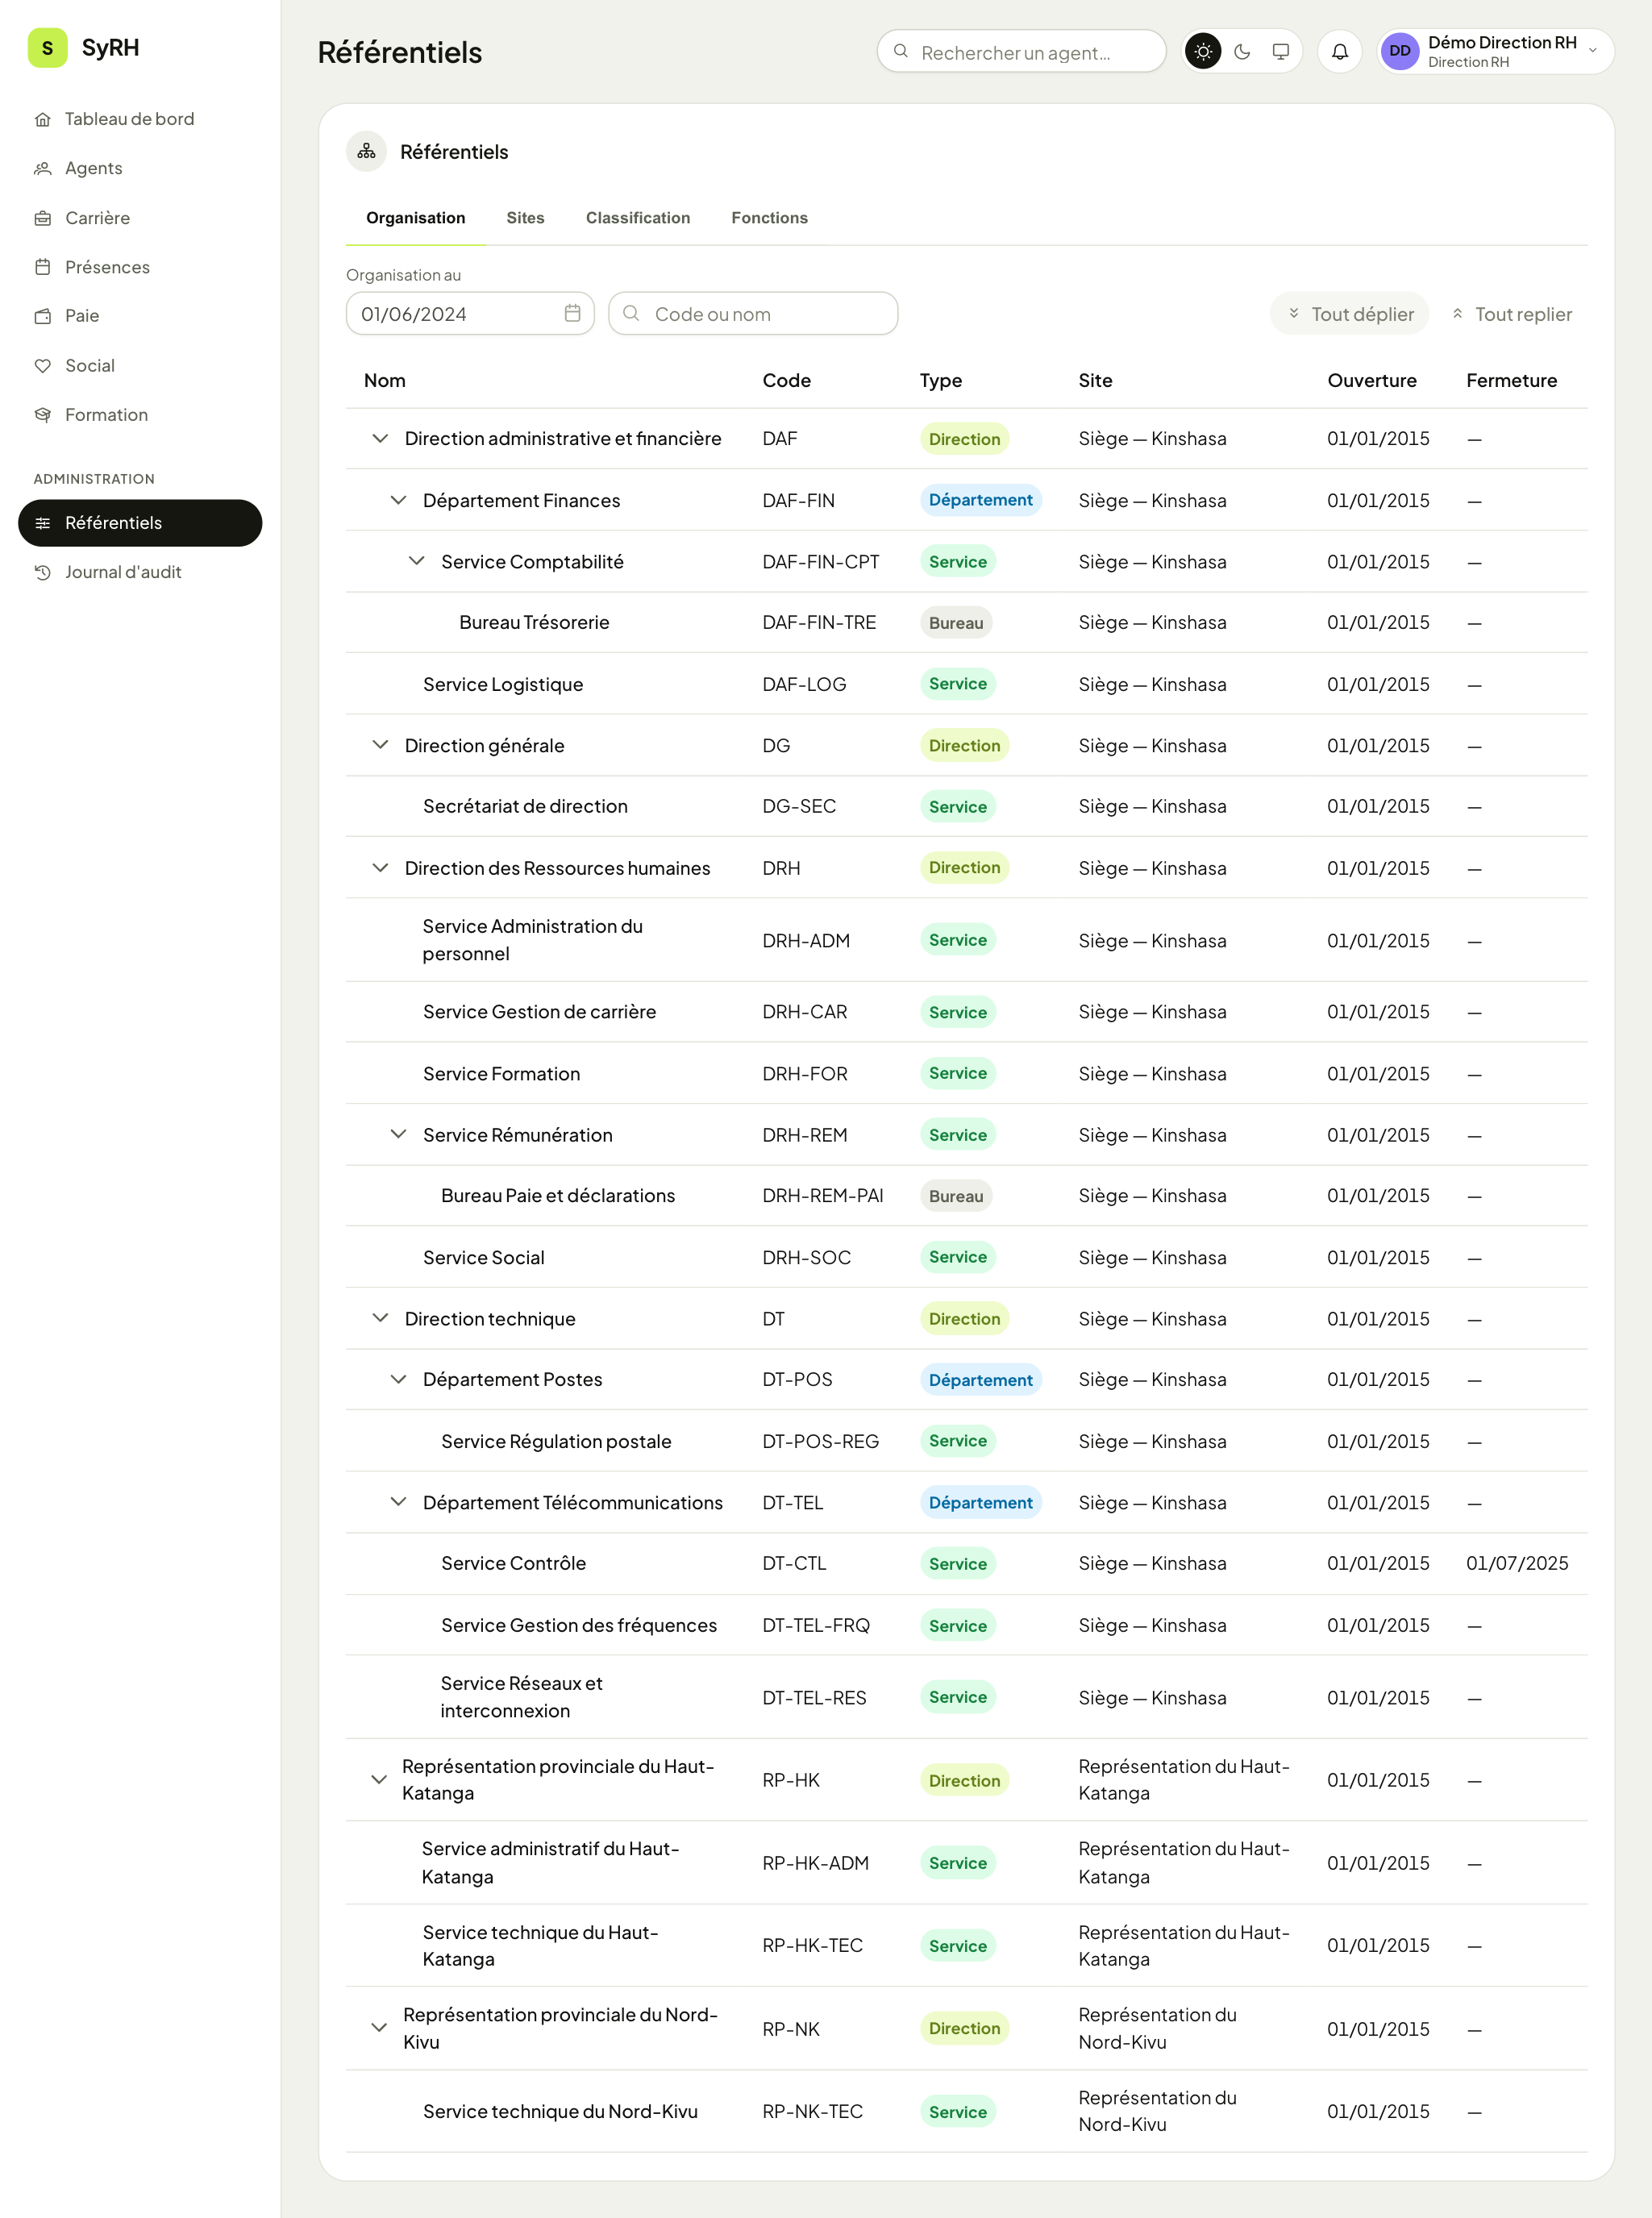 S SyRH
Référentiels
Rechercher un agent...
DD
Démo Direction RH
Direction RH
Tableau de bord
Agents
Carrière
Présences
Paie
Social
Formation
ADMINISTRATION
Référentiels
Journal d'audit
Référentiels
Organisation Sites Classification Fonctions
Organisation au
01/06/2024 Code ou nom Tout déplier Tout replier
Nom Code Type Site Ouverture Fermeture
Direction administrative et financière DAF Direction Siège — Kinshasa 01/01/2015 —
Département Finances DAF-FIN Département Siège — Kinshasa 01/01/2015 —
Service Comptabilité DAF-FIN-CPT Service Siège — Kinshasa 01/01/2015 —
Bureau Trésorerie DAF-FIN-TRE Bureau Siège — Kinshasa 01/01/2015 —
Service Logistique DAF-LOG Service Siège — Kinshasa 01/01/2015 —
Direction générale DG Direction Siège — Kinshasa 01/01/2015 —
Secrétariat de direction DG-SEC Service Siège — Kinshasa 01/01/2015 —
Direction des Ressources humaines DRH Direction Siège — Kinshasa 01/01/2015 —
Service Administration du
personnel DRH-ADM Service Siège — Kinshasa 01/01/2015 —
Service Gestion de carrière DRH-CAR Service Siège — Kinshasa 01/01/2015 —
Service Formation DRH-FOR Service Siège — Kinshasa 01/01/2015 —
Service Rémunération DRH-REM Service Siège — Kinshasa 01/01/2015 —
Bureau Paie et déclarations DRH-REM-PAI Bureau Siège — Kinshasa 01/01/2015 —
Service Social DRH-SOC Service Siège — Kinshasa 01/01/2015 —
Direction technique DT Direction Siège — Kinshasa 01/01/2015 —
Département Postes DT-POS Département Siège — Kinshasa 01/01/2015 —
Service Régulation postale DT-POS-REG Service Siège — Kinshasa 01/01/2015 —
Département Télécommunications DT-TEL Département Siège — Kinshasa 01/01/2015 —
Service Contrôle DT-CTL Service Siège — Kinshasa 01/01/2015 01/07/2025
Service Gestion des fréquences DT-TEL-FRQ Service Siège — Kinshasa 01/01/2015 —
Service Réseaux et
interconnexion DT-TEL-RES Service Siège — Kinshasa 01/01/2015 —
Représentation provinciale du Haut-
Katanga RP-HK Direction Représentation du Haut-
Katanga 01/01/2015 —
Service administratif du Haut-
Katanga RP-HK-ADM Service Représentation du Haut-
Katanga 01/01/2015 —
Service technique du Haut-
Katanga RP-HK-TEC Service Représentation du Haut-
Katanga 01/01/2015 —
Représentation provinciale du Nord-
Kivu RP-NK Direction Représentation du
Nord-Kivu 01/01/2015 —
Service technique du Nord-Kivu RP-NK-TEC Service Représentation du
Nord-Kivu 01/01/2015 —